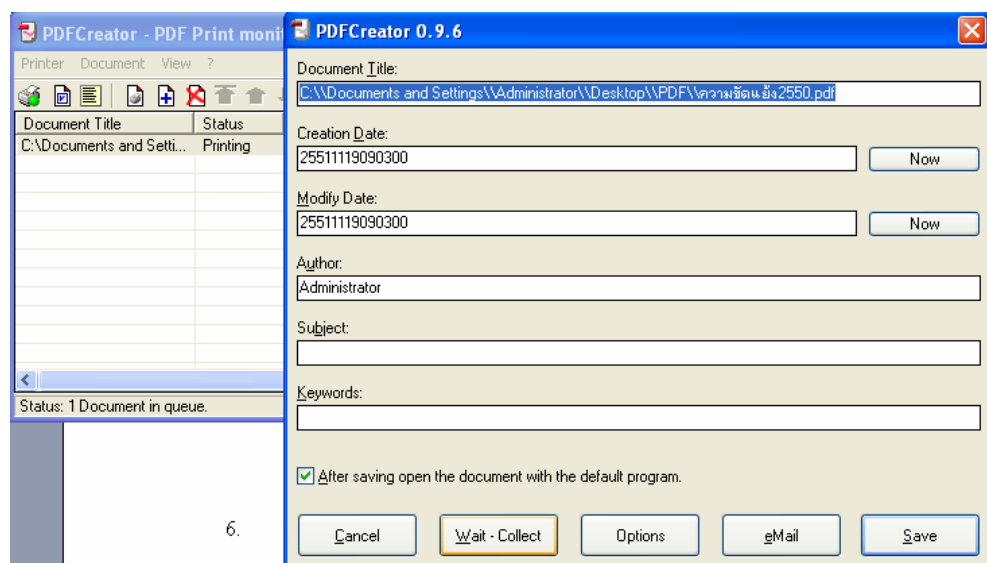 PDFCreator - PDF Print moni
Printer Document View ?
Document Title Status
C:\Documents and Setti... Printing
Status: 1 Document in queue.
6.
PDFCreator 0.9.6
Document Title:
C:\\Documents and Settings\\Administrator\\Desktop\\PDF\\ความขัดแย้ง2550.pdf
Creation Date:
25511119090300
Now
Modify Date:
25511119090300
Now
Author:
Administrator
Subject:
Keywords:
After saving open the document with the default program.
Cancel Wait - Collect Options eMail Save